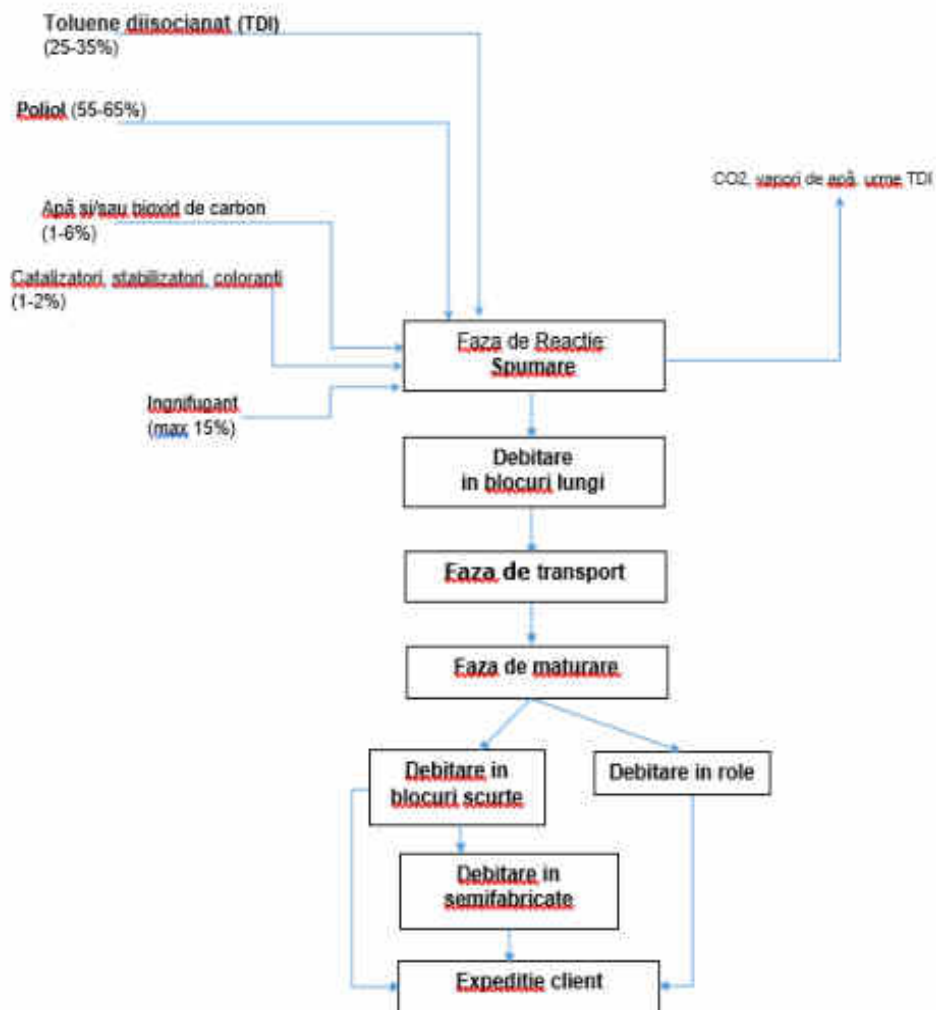 Toluene diisocianat (TDI)
(25-35%)
Poliol (55-65%)
CO2, vapori de apă, urme TDI
Apă și/sau bioxid de carbon
(1-6%)
Catalizatori, stabilizatori, coloranti
(1-2%)
Faza de Reactie
Spumare
Ingnifugant
(max 15%)
Debitare
in blocuri lungi
Faza de transport
Faza de maturare
Debitare in
blocuri scurte
Debitare in role
Debitare in
semifabricate
Expeditie client